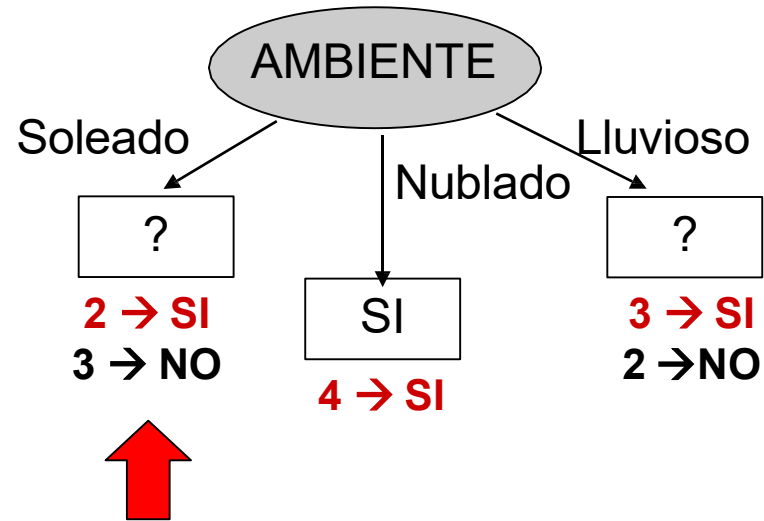 AMBIENTE
Soleado
Lluvioso
Nublado
?
?
2 → SI
3 → NO
SI
4 → SI
3 → SI
2 →NO